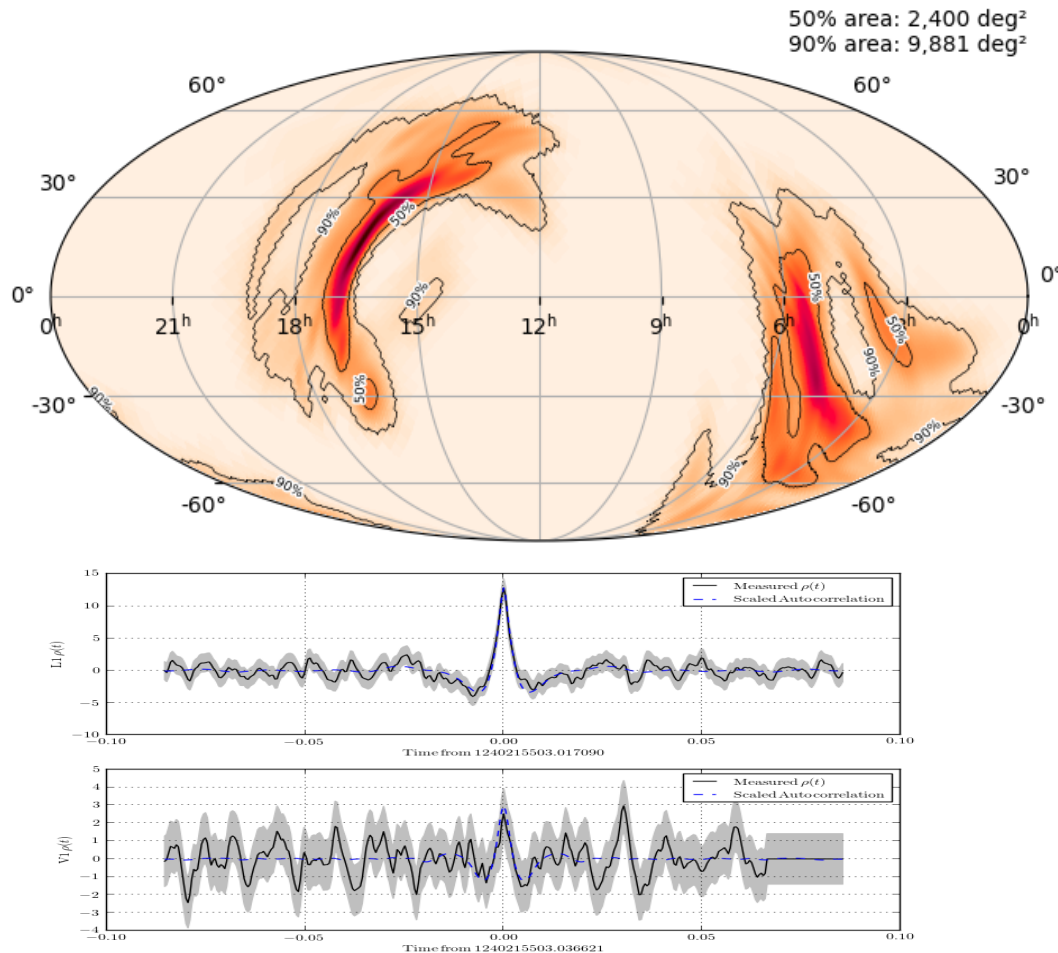 50% area: 2,400 deg²
90% area: 9,881 deg²
60° 60°
30° 30°
0° 0°
0ʰ 21ʰ 18ʰ 15ʰ 12ʰ 9ʰ 6ʰ 3ʰ 0ʰ
-30° -30°
-60° -60°
90%
50%
90%
50%
90%
90%
50%
50%
90%
90%
90%
15
10
5
0
−5
−10
L1 ρ(t)
Measured ρ(t)
Scaled Autocorrelation
−0.10 −0.05 0.00 0.05 0.10
Time from 1240215503.017090
5
4
3
2
1
0
−1
−2
−3
−4
V1 ρ(t)
Measured ρ(t)
Scaled Autocorrelation
−0.10 −0.05 0.00 0.05 0.10
Time from 1240215503.036621